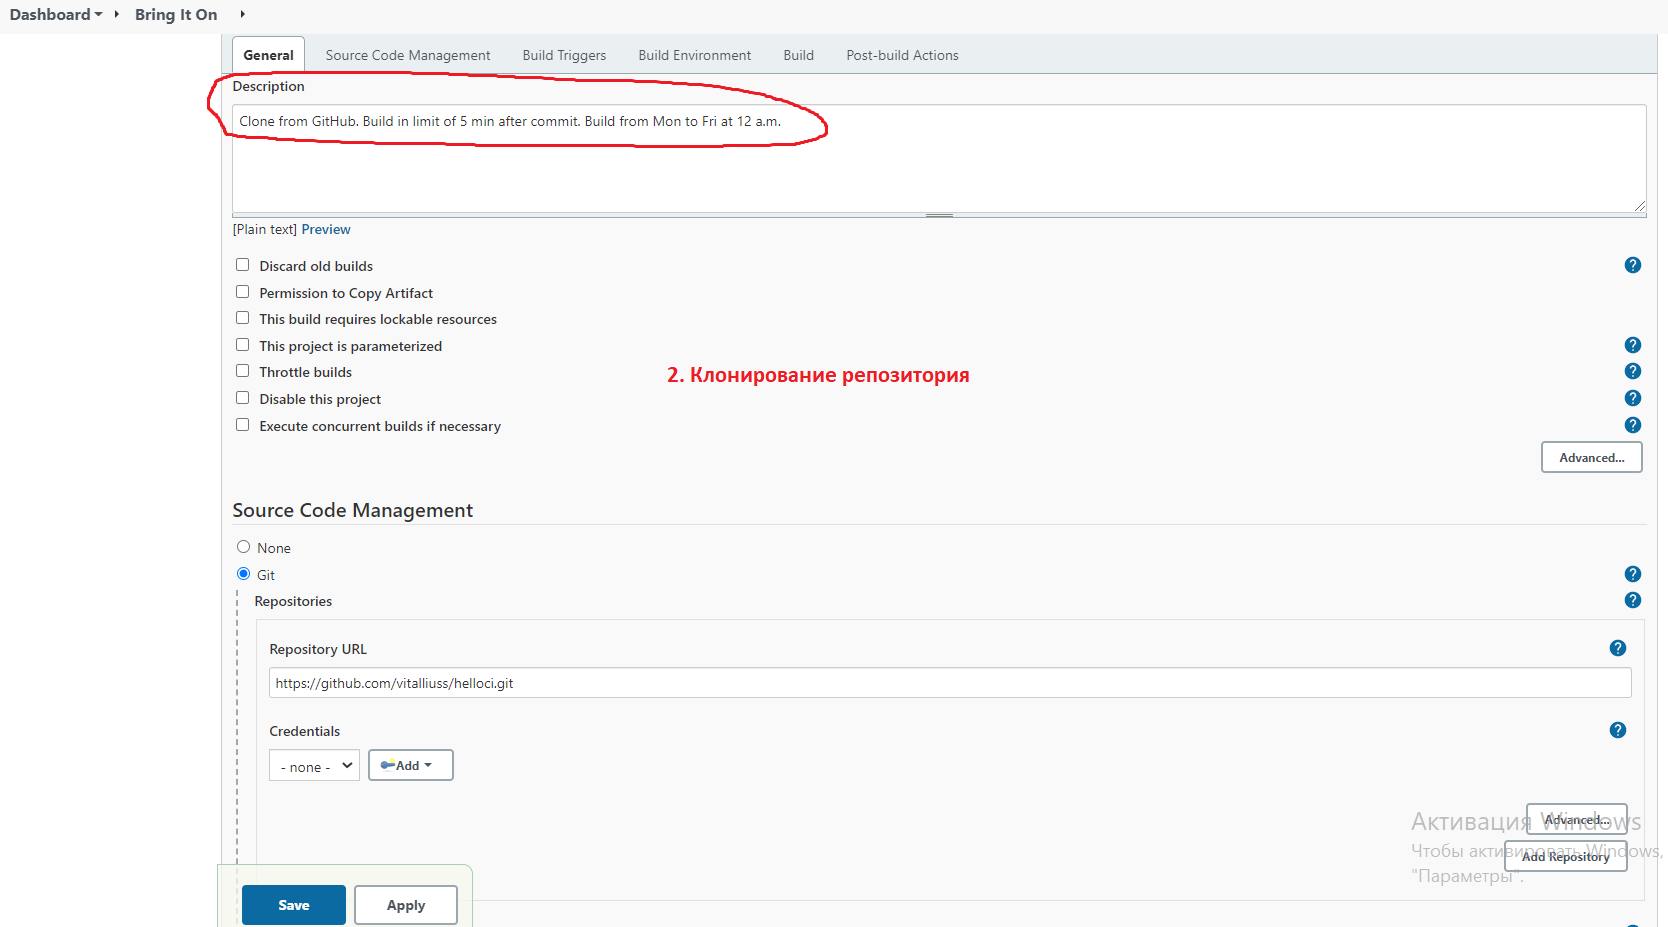 Dashboard Bring It On
General Source Code Management Build Triggers Build Environment Build Post-build Actions
Description
Clone from GitHub. Build in limit of 5 min after commit. Build from Mon to Fri at 12 a.m.
[Plain text] Preview
Discard old builds ?
Permission to Copy Artifact
This build requires lockable resources
This project is parameterized ?
Throttle builds ?
2. Клонирование репозитория
Disable this project ?
Execute concurrent builds if necessary ?
Advanced...
Source Code Management
None
Git ?
Repositories ?
Repository URL ?
https://github.com/vitalliuss/helloci.git
Credentials ?
- none - Add
Advanced...
Активация Windows
Чтобы активировать Windows,
Add Repository
"Параметры".
Save Apply